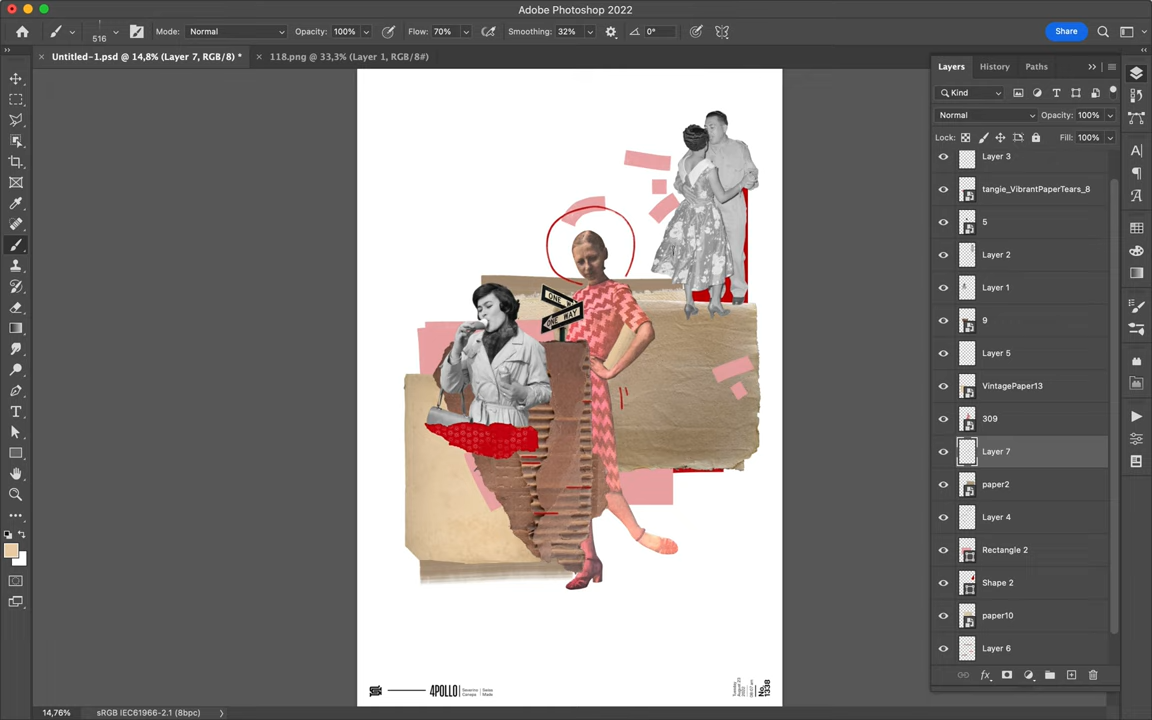 Adobe Photoshop 2022
516
Mode: Normal
Opacity: 100%
Flow: 70%
Smoothing: 32%
0°
Share
Untitled-1.psd @ 14,8% (Layer 7, RGB/8) *
118.png @ 33,3% (Layer 1, RGB/8#)
Layers
History
Paths
Kind
Normal
Opacity: 100%
Lock:
Fill: 100%
Layer 3
tangie_VibrantPaperTears_8
5
Layer 2
Layer 1
9
Layer 5
VintagePaper13
309
Layer 7
paper2
Layer 4
Rectangle 2
Shape 2
paper10
Layer 6
ONE WAY
4POLLO
No. 1338
14,76%
sRGB IEC61966-2.1 (8bpc)